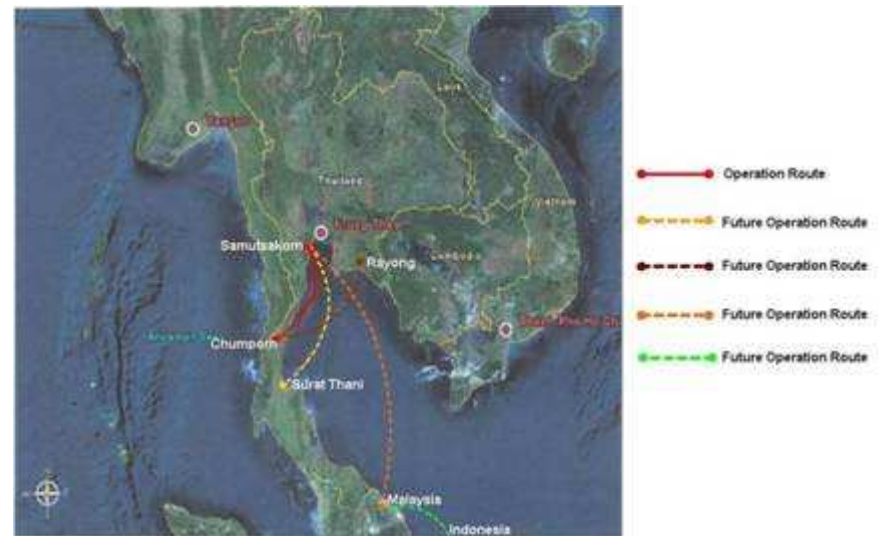 Laos
Thailand
Vietnam
Samutsakorn
Rayong
Cambodia
Chumporn
Surat Thani
Malaysia
Indonesia
Operation Route
Future Operation Route
Future Operation Route
Future Operation Route
Future Operation Route